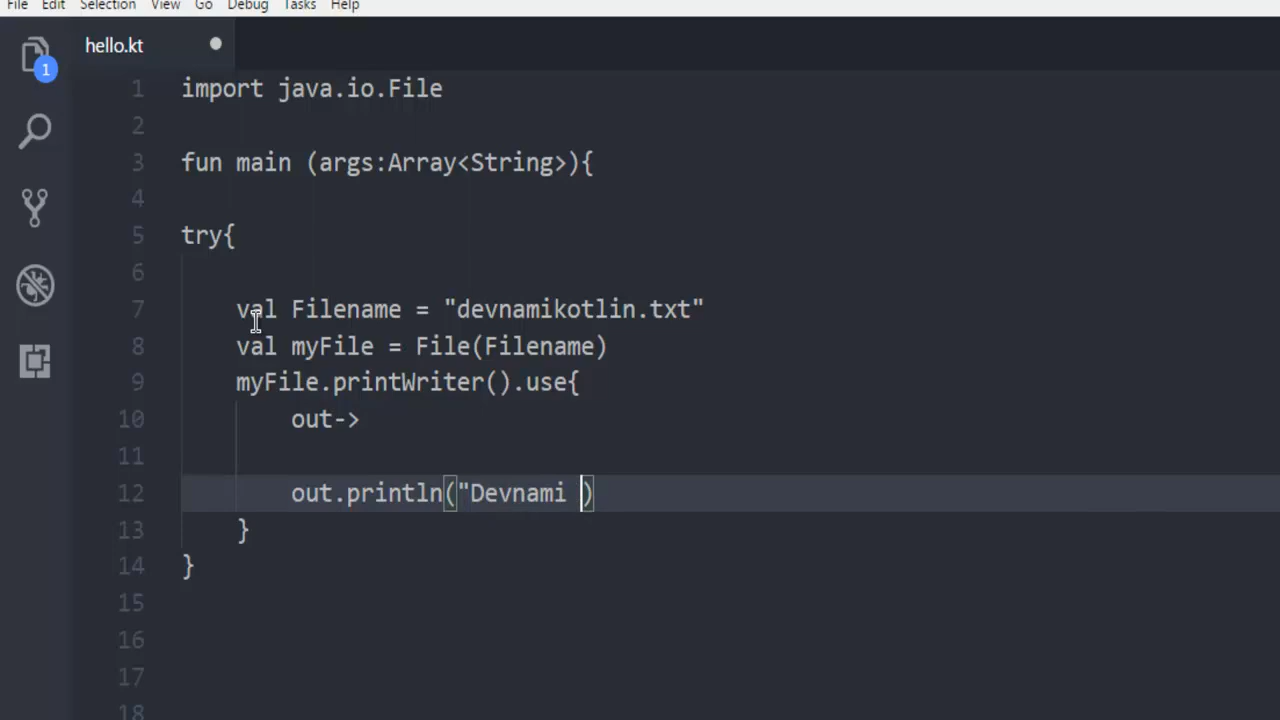 File Edit Selection View Go Debug Tasks Help
hello.kt
1
1 import java.io.File
2
3 fun main (args:Array<String>){
4
5 try{
6
7 val Filename = "devnamikotlin.txt"
8 val myFile = File(Filename)
9 myFile.printWriter().use{
10 out->
11
12 out.println("Devnami )
13 }
14 }
15
16
17
18